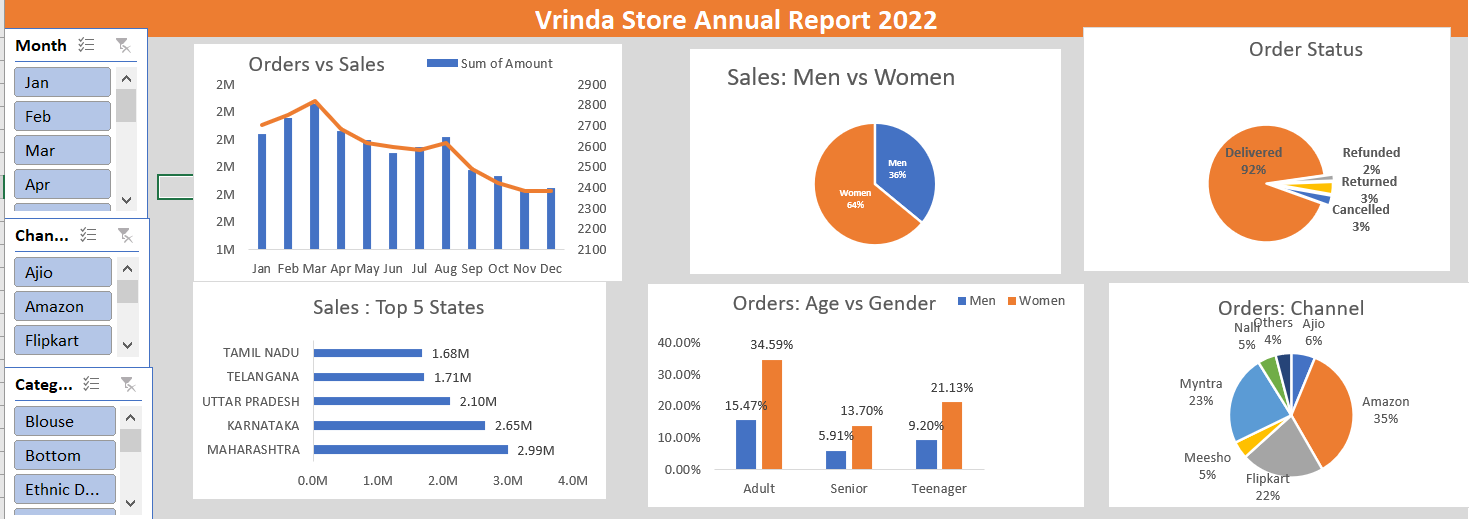 Vrinda Store Annual Report 2022
Month
Jan
Feb
Mar
Apr
Chan...
Ajio
Amazon
Flipkart
Categ...
Blouse
Bottom
Ethnic D...
Orders vs Sales
Sum of Amount
2M
2M
2M
2M
2M
2M
1M
2900
2800
2700
2600
2500
2400
2300
2200
2100
Jan Feb Mar Apr May Jun Jul Aug Sep Oct Nov Dec
Sales: Men vs Women
Men
36%
Women
64%
Order Status
Delivered
92%
Refunded
2%
Returned
3%
Cancelled
3%
Sales : Top 5 States
TAMIL NADU 1.68M
TELANGANA 1.71M
UTTAR PRADESH 2.10M
KARNATAKA 2.65M
MAHARASHTRA 2.99M
0.0M 1.0M 2.0M 3.0M 4.0M
Orders: Age vs Gender
Men Women
40.00%
30.00%
20.00%
10.00%
0.00%
15.47%
34.59%
5.91%
13.70%
9.20%
21.13%
Adult Senior Teenager
Orders: Channel
Nalli
5%
Others
4%
Ajio
6%
Myntra
23%
Amazon
35%
Meesho
5%
Flipkart
22%